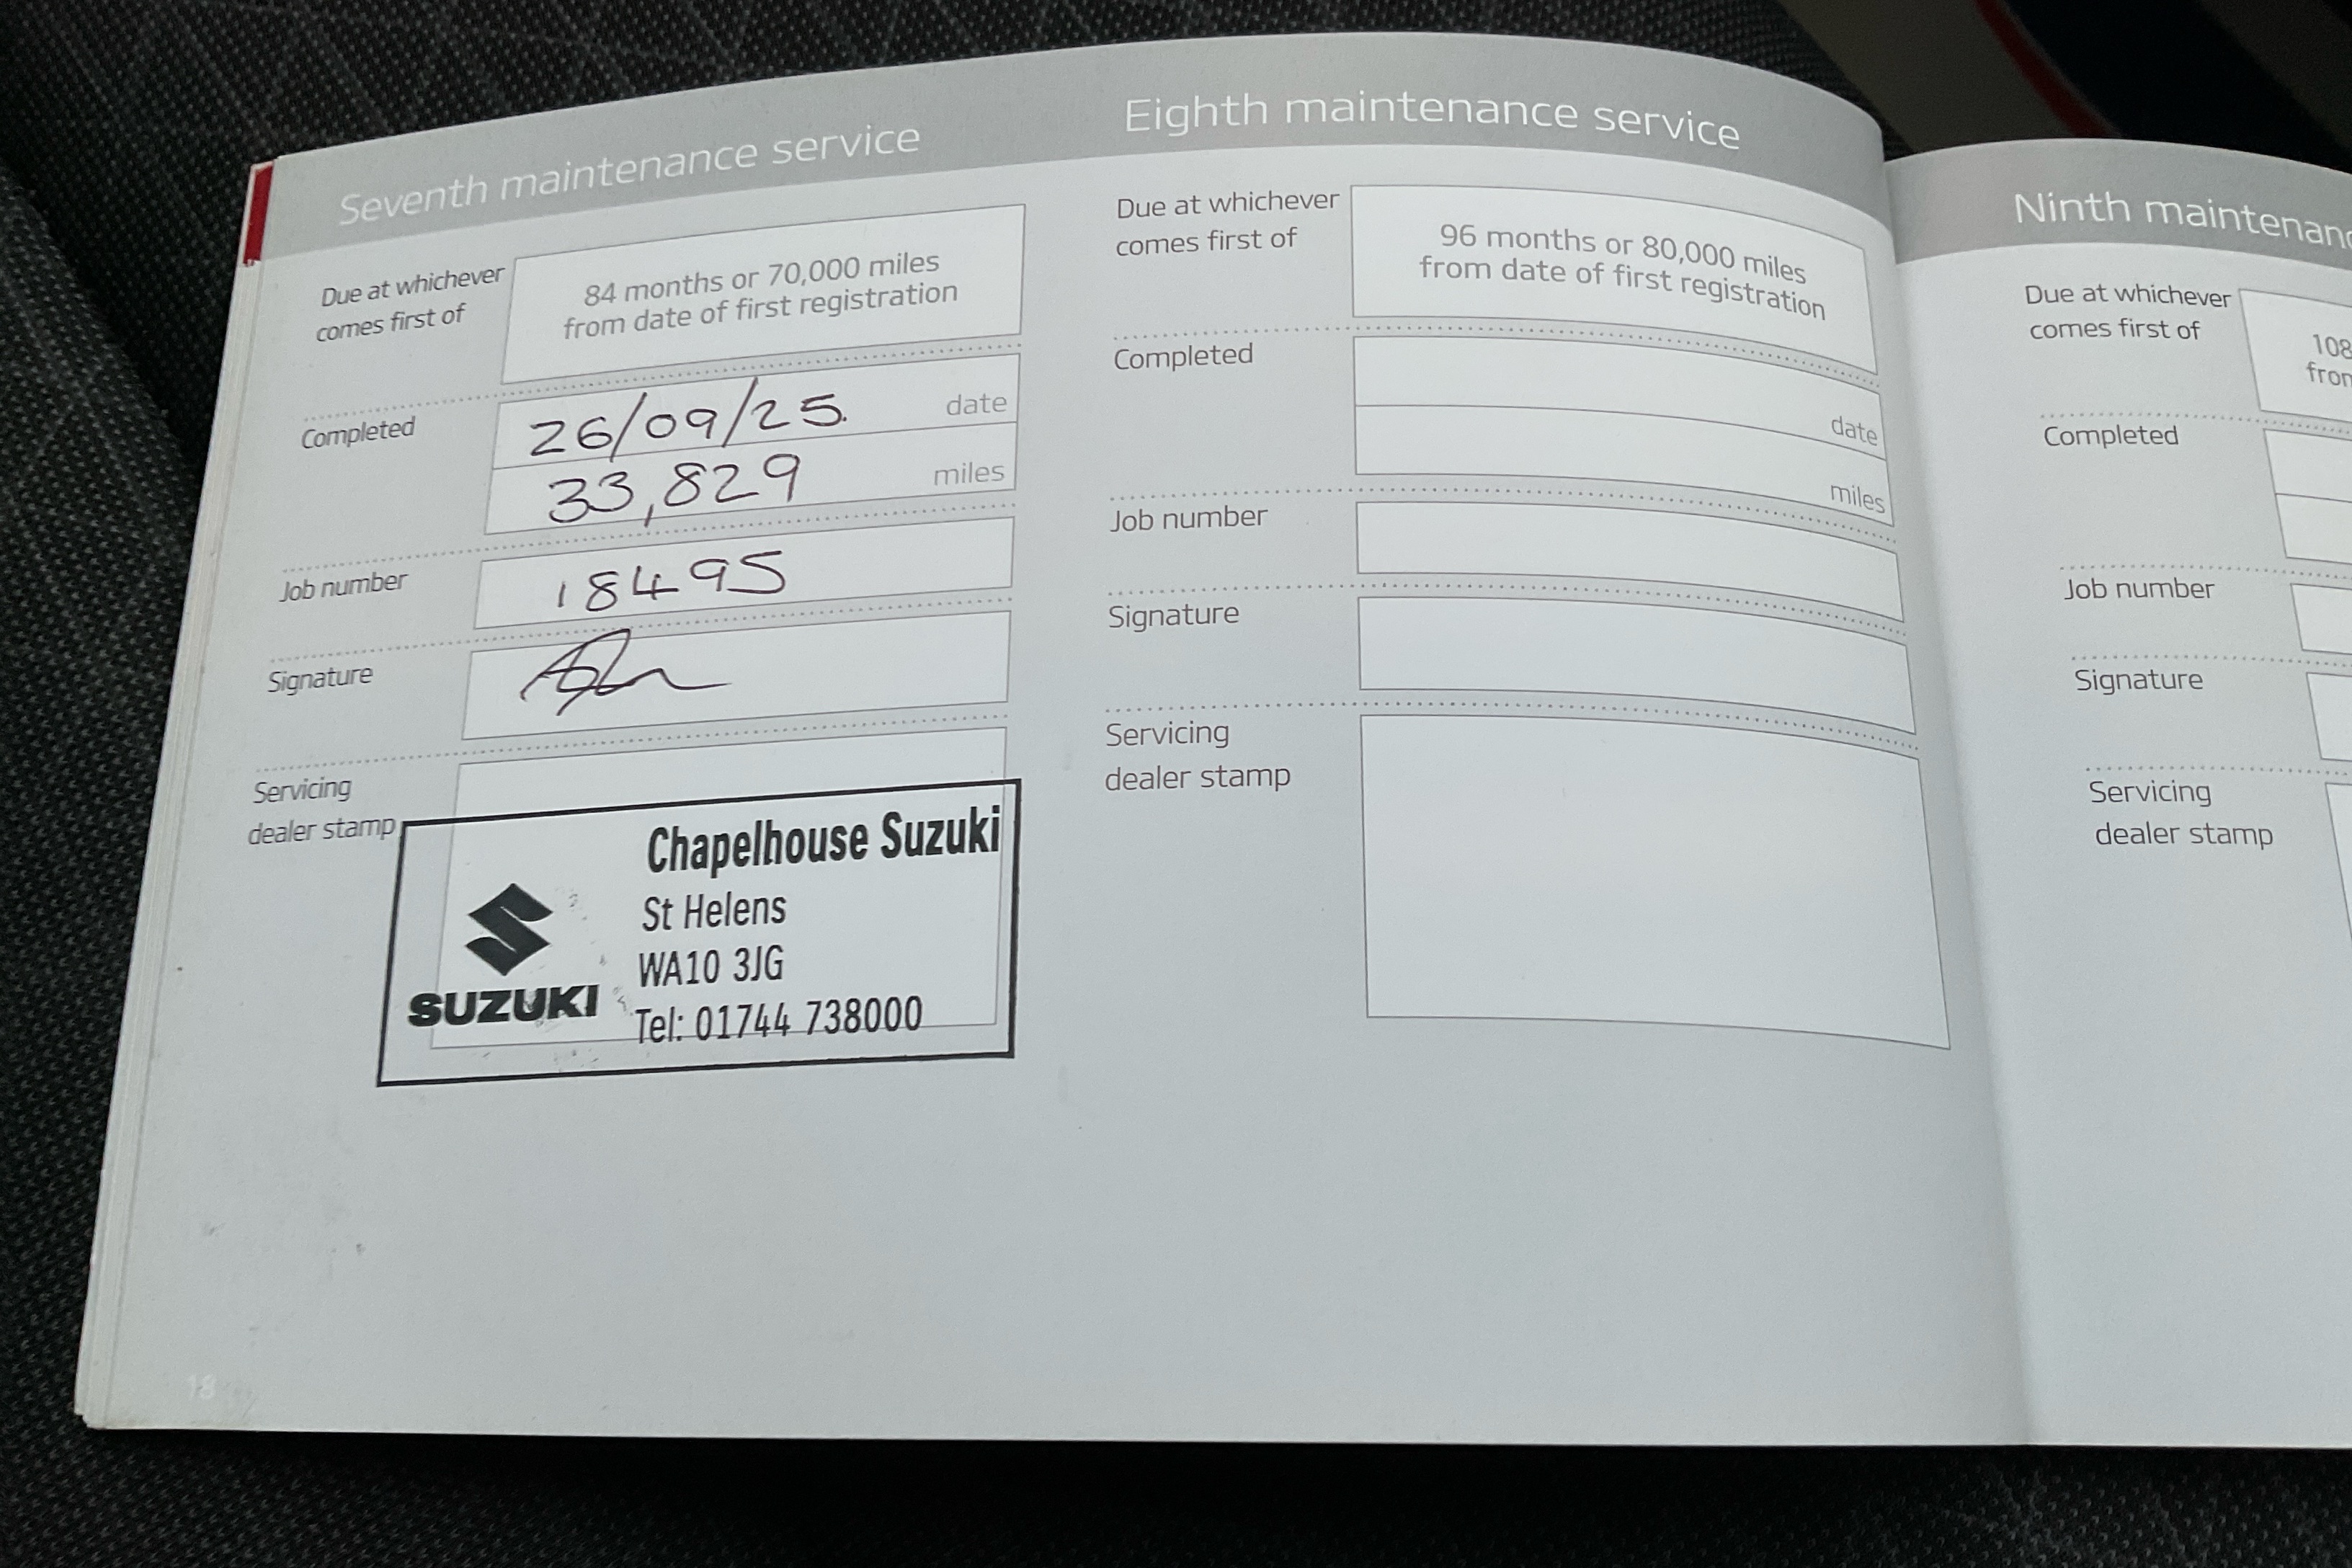 Seventh maintenance service
Due at whichever
comes first of
84 months or 70,000 miles
from date of first registration
Completed
26/09/25.
date
33,829
miles
Job number
18495
Signature
Servicing
dealer stamp
Chapelhouse Suzuki
St Helens
WA10 3JG
Tel: 01744 738000
SUZUKI
18
Eighth maintenance service
Due at whichever
comes first of
96 months or 80,000 miles
from date of first registration
Completed
date
miles
Job number
Signature
Servicing
dealer stamp
Ninth
Due at whichever
comes first of
108
Completed
Job number
Signature
Servicing
dealer stamp